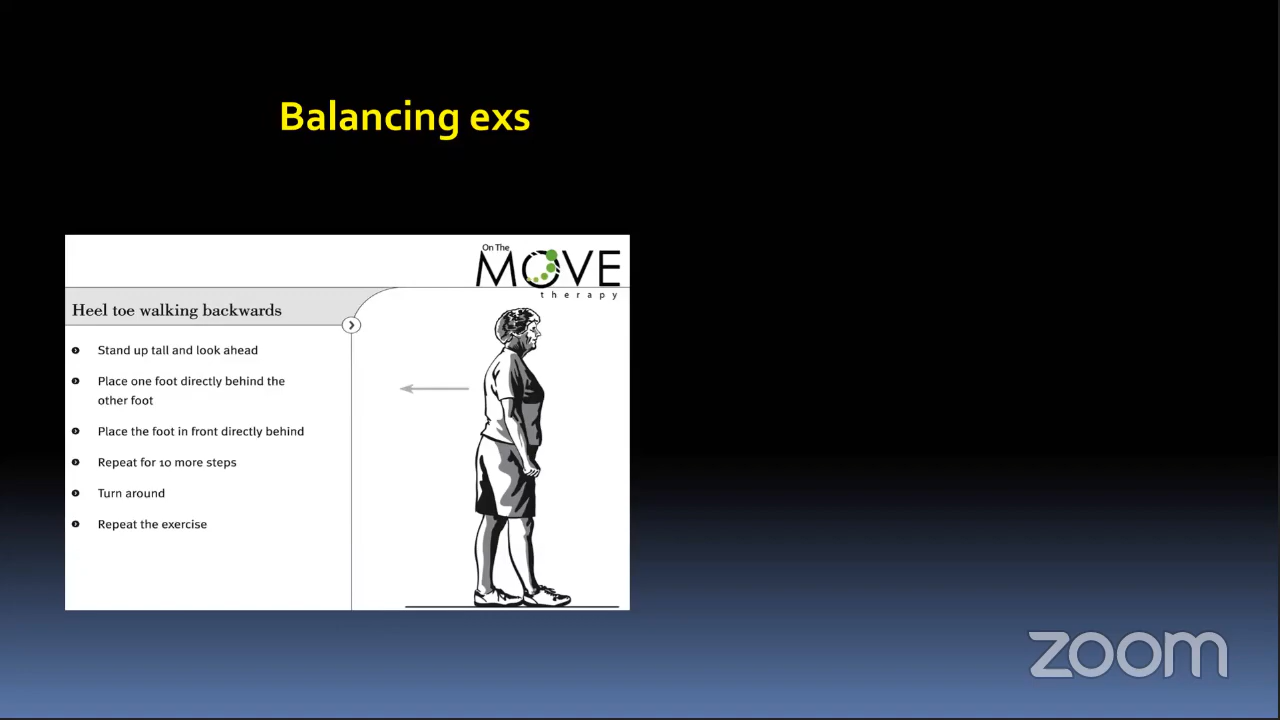 Balancing exs
On The
MOVE
therapy
Heel toe walking backwards
Stand up tall and look ahead
Place one foot directly behind the
other foot
Place the foot in front directly behind
Repeat for 10 more steps
Turn around
Repeat the exercise
zoom